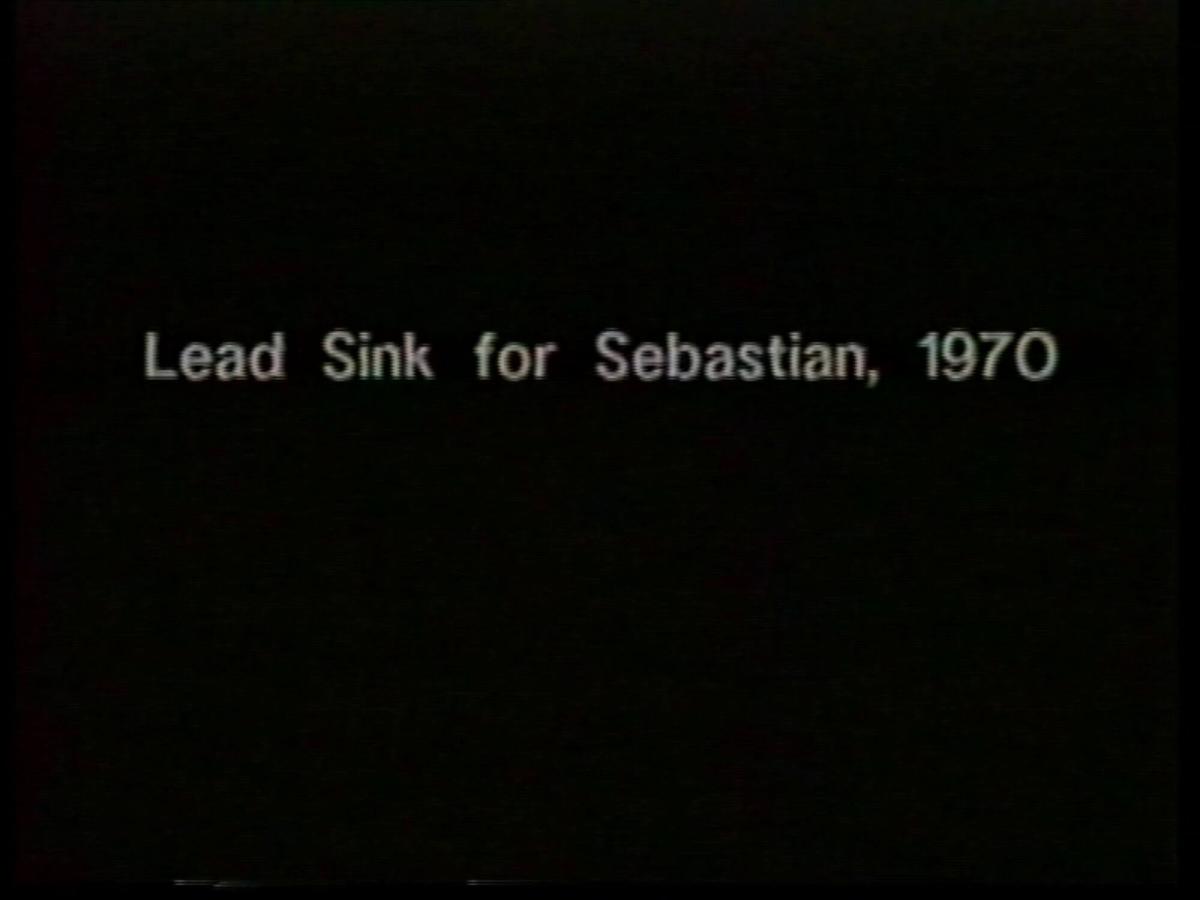 Lead Sink for Sebastian, 1970